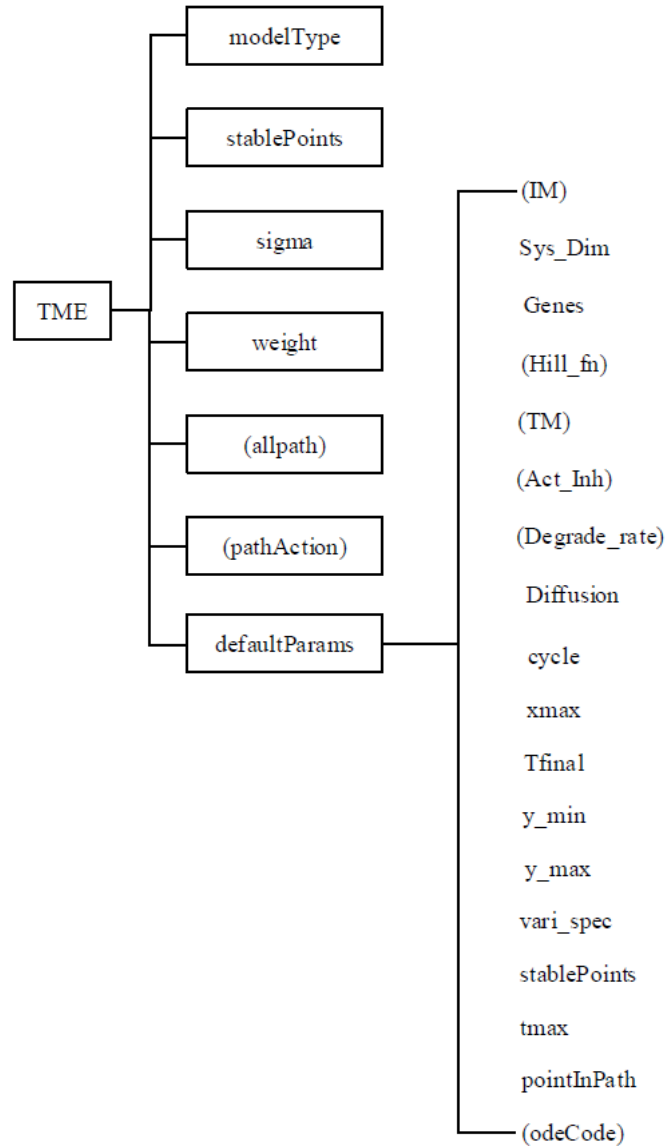 TME
modelType
stablePoints
sigma
weight
(allpath)
(pathAction)
defaultParams
(IM)
Sys_Dim
Genes
(Hill_fn)
(TM)
(Act_Inh)
(Degrade_rate)
Diffusion
cycle
xmax
Tfinal
y_min
y_max
vari_spec
stablePoints
tmax
pointInPath
(odeCode)